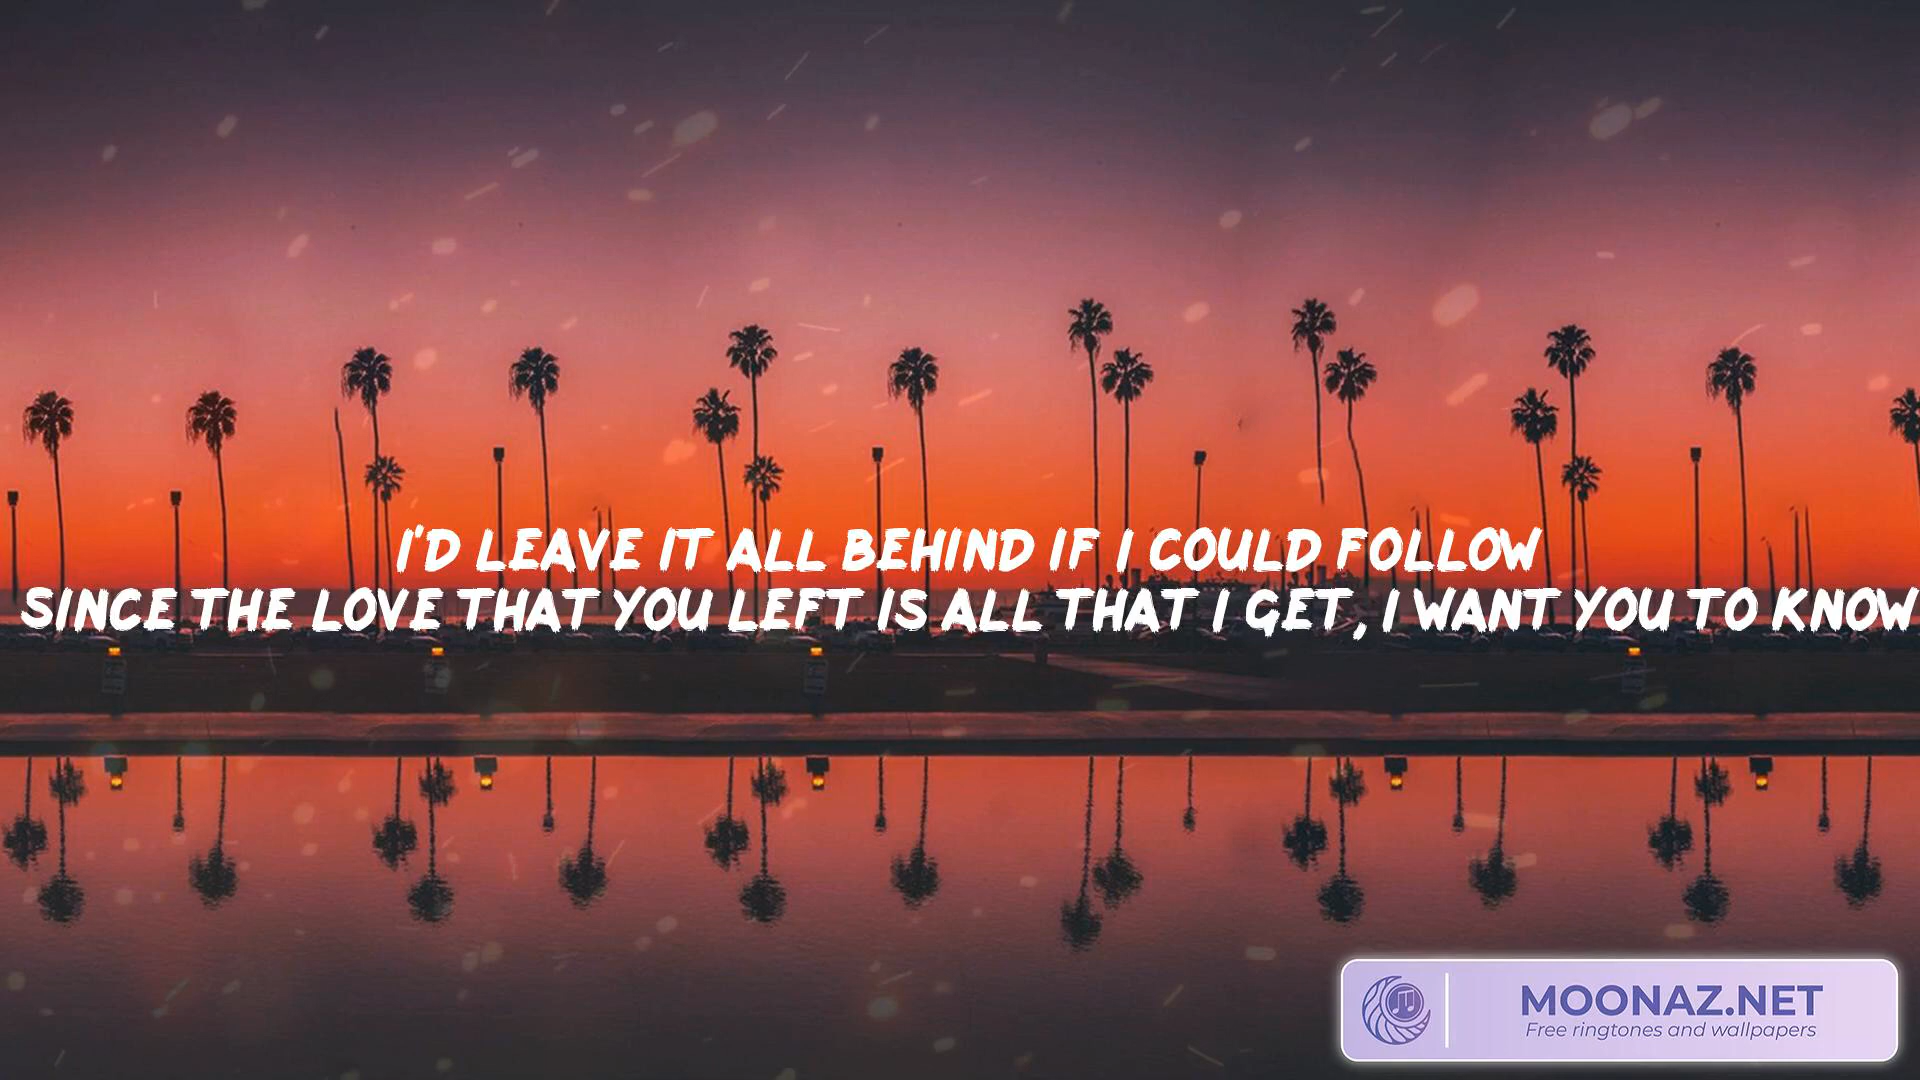 I'D LEAVE IT ALL BEHIND IF I COULD FOLLOW
SINCE THE LOVE THAT YOU LEFT IS ALL THAT I GET, I WANT YOU TO KNOW
MOONAZ.NET
Free ringtones and wallpapers